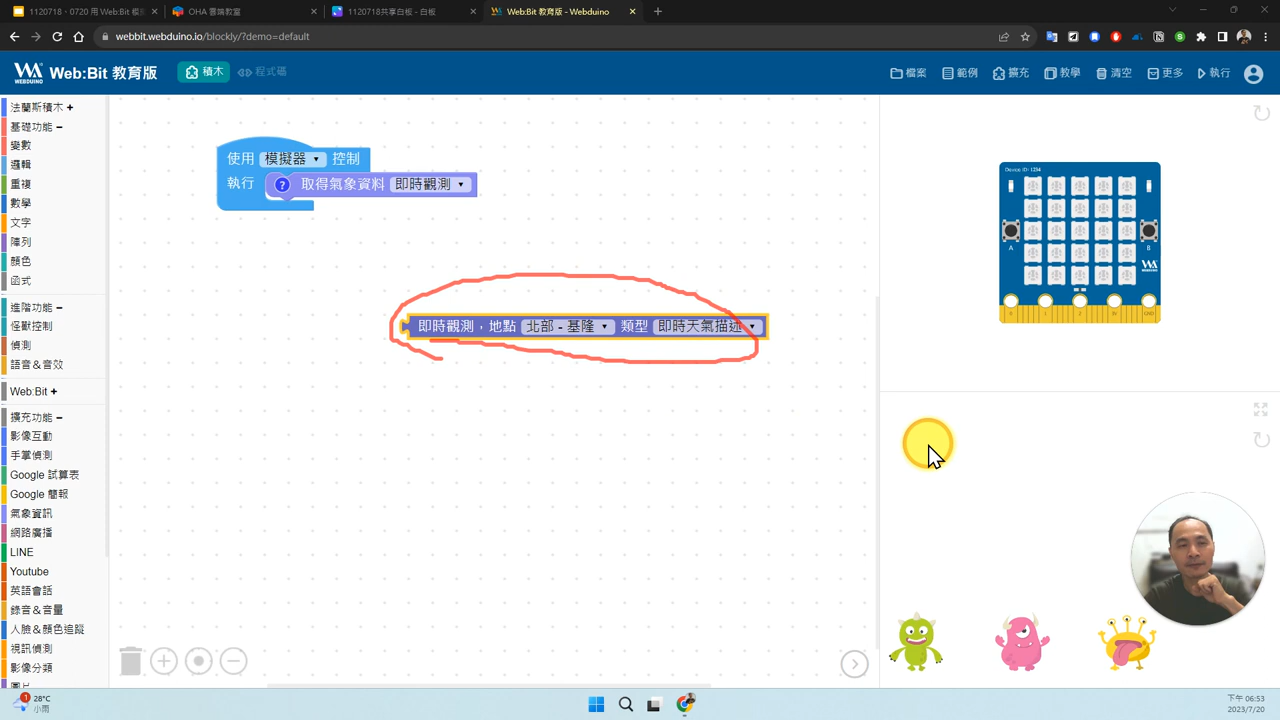 1120718、0720 用 Web:Bit 模
OHA 雲端教室
1120718共享白板 - 白板
Web:Bit 教育版 - Webduino
webbit.webduino.io/blockly/?demo=default
WEBDUINO
Web:Bit 教育版
積木
程式碼
檔案
範例
擴充
教學
清空
更多
執行
法蘭斯積木
基礎功能
變數
邏輯
重複
數學
文字
陣列
顏色
函式
進階功能
怪獸控制
偵測
語音&音效
Web:Bit
擴充功能
影像互動
手掌偵測
Google 試算表
Google 簡報
氣象資訊
網路廣播
LINE
Youtube
英語會話
錄音&音量
人臉&顏色追蹤
視訊偵測
影像分類
使用 模擬器 控制
執行 ? 取得氣象資料 即時觀測
即時觀測,地點 北部 - 基隆 類型 即時天氣描述
Device ID: 1234
A
B
28°C
小雨
下午 06:53
2023/7/20